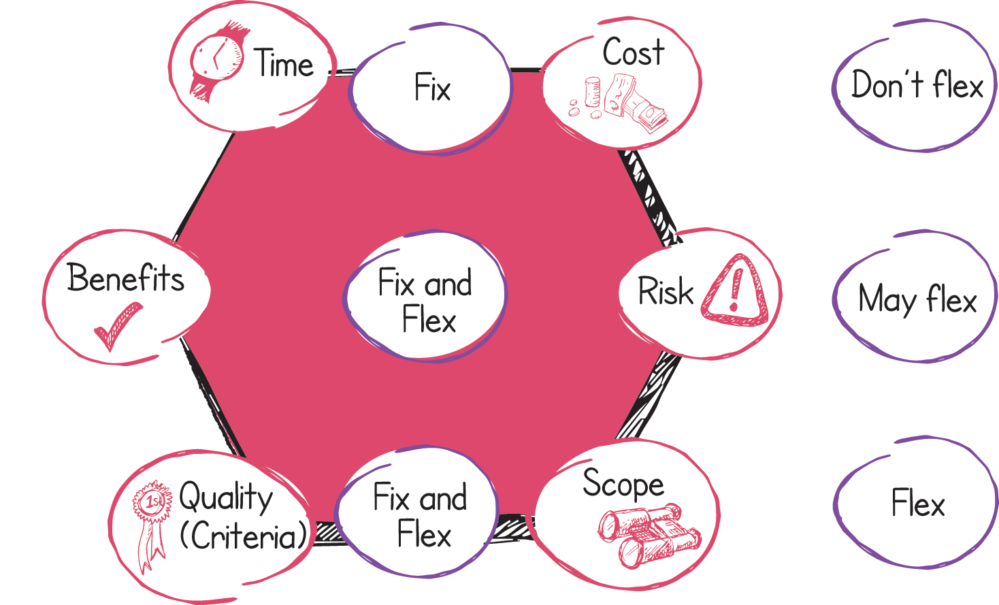 Time
Fix
Cost
Don't flex
Benefits
Fix and
Flex
Risk
May flex
1st
Quality
(Criteria)
Fix and
Flex
Scope
Flex